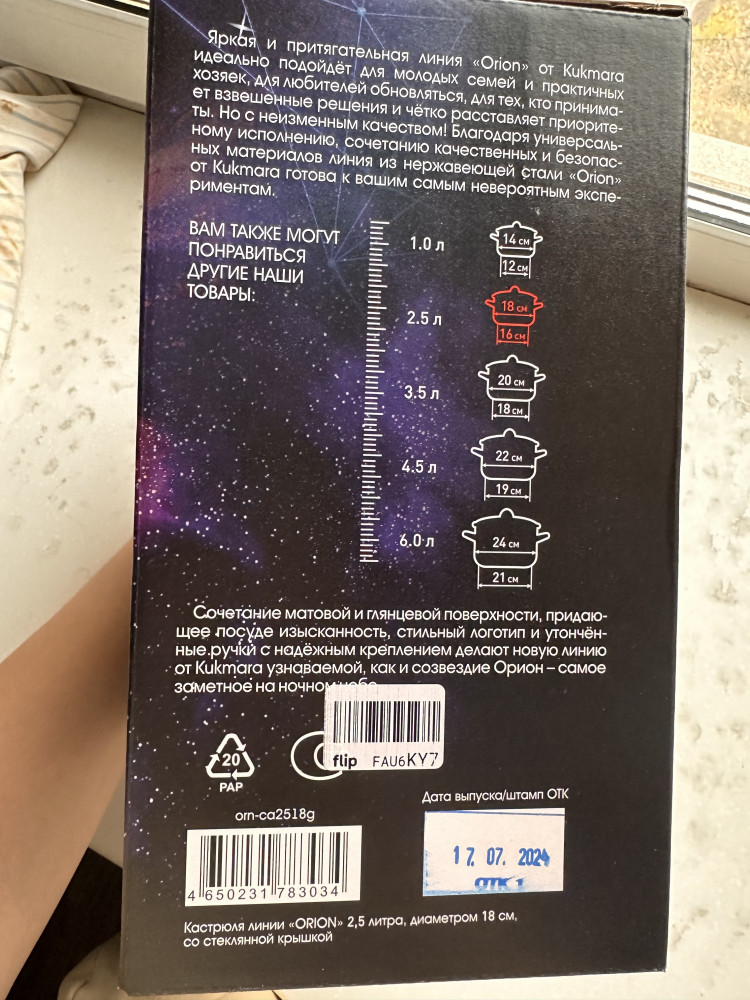 Яркая и притягательная линия «Orion» от Kukmara
идеально подойдёт для молодых семей и практичных
хозяек, для любителей обновляться, для тех, кто принима-
ет взвешенные решения и чётко расставляет приорите-
ты. Но с неизменным качеством! Благодаря универсаль-
ному исполнению, сочетанию качественных и безопас-
ных материалов линия из нержавеющей стали «Orion»
от Kukmara готова к вашим самым невероятным экспе-
риментам.
ВАМ ТАКЖЕ МОГУТ
ПОНРАВИТЬСЯ
ДРУГИЕ НАШИ
ТОВАРЫ:
1.0 л
14 см
12 см
2.5 л
18 см
16 см
3.5 л
20 см
18 см
4.5 л
22 см
19 см
6.0 л
24 см
21 см
Сочетание матовой и глянцевой поверхности, придаю-
щее посуде изысканность, стильный логотип и утончён-
ные ручки с надёжным креплением делают новую линию
от Kukmara узнаваемой, как и созвездие Орион – самое
заметное на ночном небе
flip FAU6KY7
20
PAP
Дата выпуска/штамп ОТК
orn-ca2518g
17. 07. 2024
ОТК 1
4 650231 783034
Кастрюля линии «ORION» 2,5 литра, диаметром 18 см,
со стеклянной крышкой